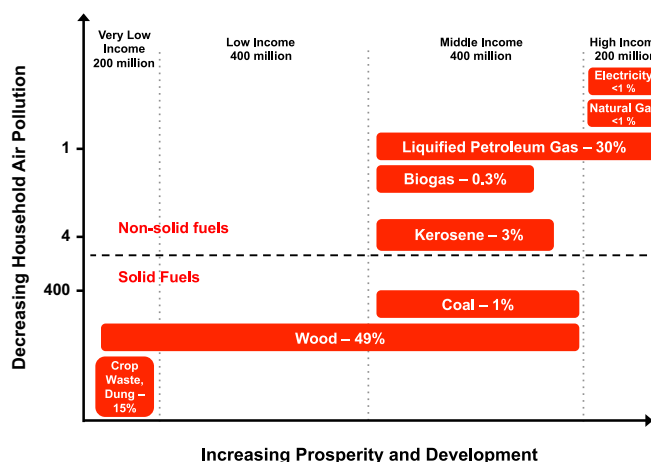 Very Low
Income
200 million
Low Income
400 million
Middle Income
400 million
High Income
200 million
Electricity
<1 %
Natural Gas
<1 %
1
Liquified Petroleum Gas – 30%
Biogas – 0.3%
Non-solid fuels
4
Kerosene – 3%
Solid Fuels
400
Coal – 1%
Wood – 49%
Crop
Waste,
Dung –
15%
Decreasing Household Air Pollution
Increasing Prosperity and Development